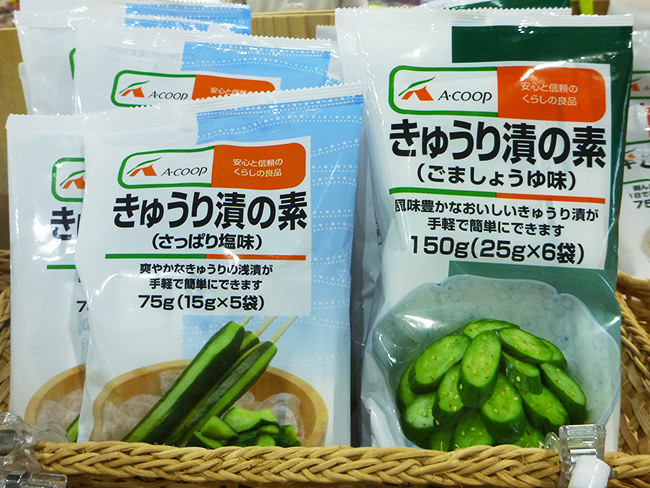 A·COOP
A·COOP
安心と信頼の
くらしの良品
きゅうり漬の素
(さっぱり塩味)
爽やかなきゅうりの浅漬が
手軽で簡単にできます
75g(15g×5袋)
A·COOP
安心と信頼の
くらしの良品
きゅうり漬の素
(ごましょうゆ味)
風味豊かなおいしいきゅうり漬が
手軽で簡単にできます
150g(25g×6袋)